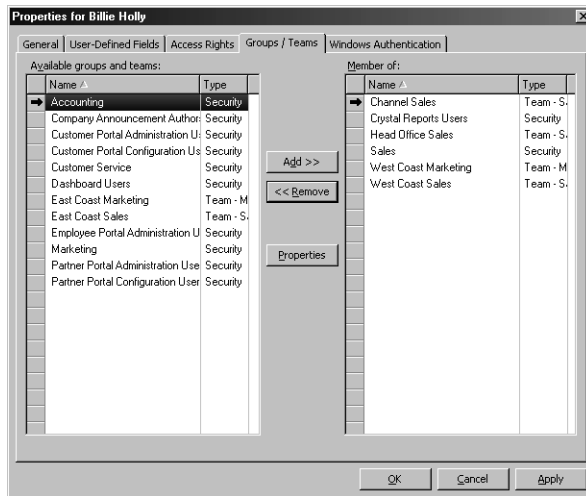 Properties for Billie Holly
General User-Defined Fields Access Rights Groups / Teams Windows Authentication
Available groups and teams:
Name Type
Accounting Security
Company Announcement Author Security
Customer Portal Administration U Security
Customer Portal Configuration Us Security
Customer Service Security
Dashboard Users Security
East Coast Marketing Team - M
East Coast Sales Team - S
Employee Portal Administration U Security
Marketing Security
Partner Portal Administration Use Security
Partner Portal Configuration User Security
Add >>
<< Remove
Properties
Member of:
Name Type
Channel Sales Team - S
Crystal Reports Users Security
Head Office Sales Team - S
Sales Security
West Coast Marketing Team - M
West Coast Sales Team - S
OK Cancel Apply